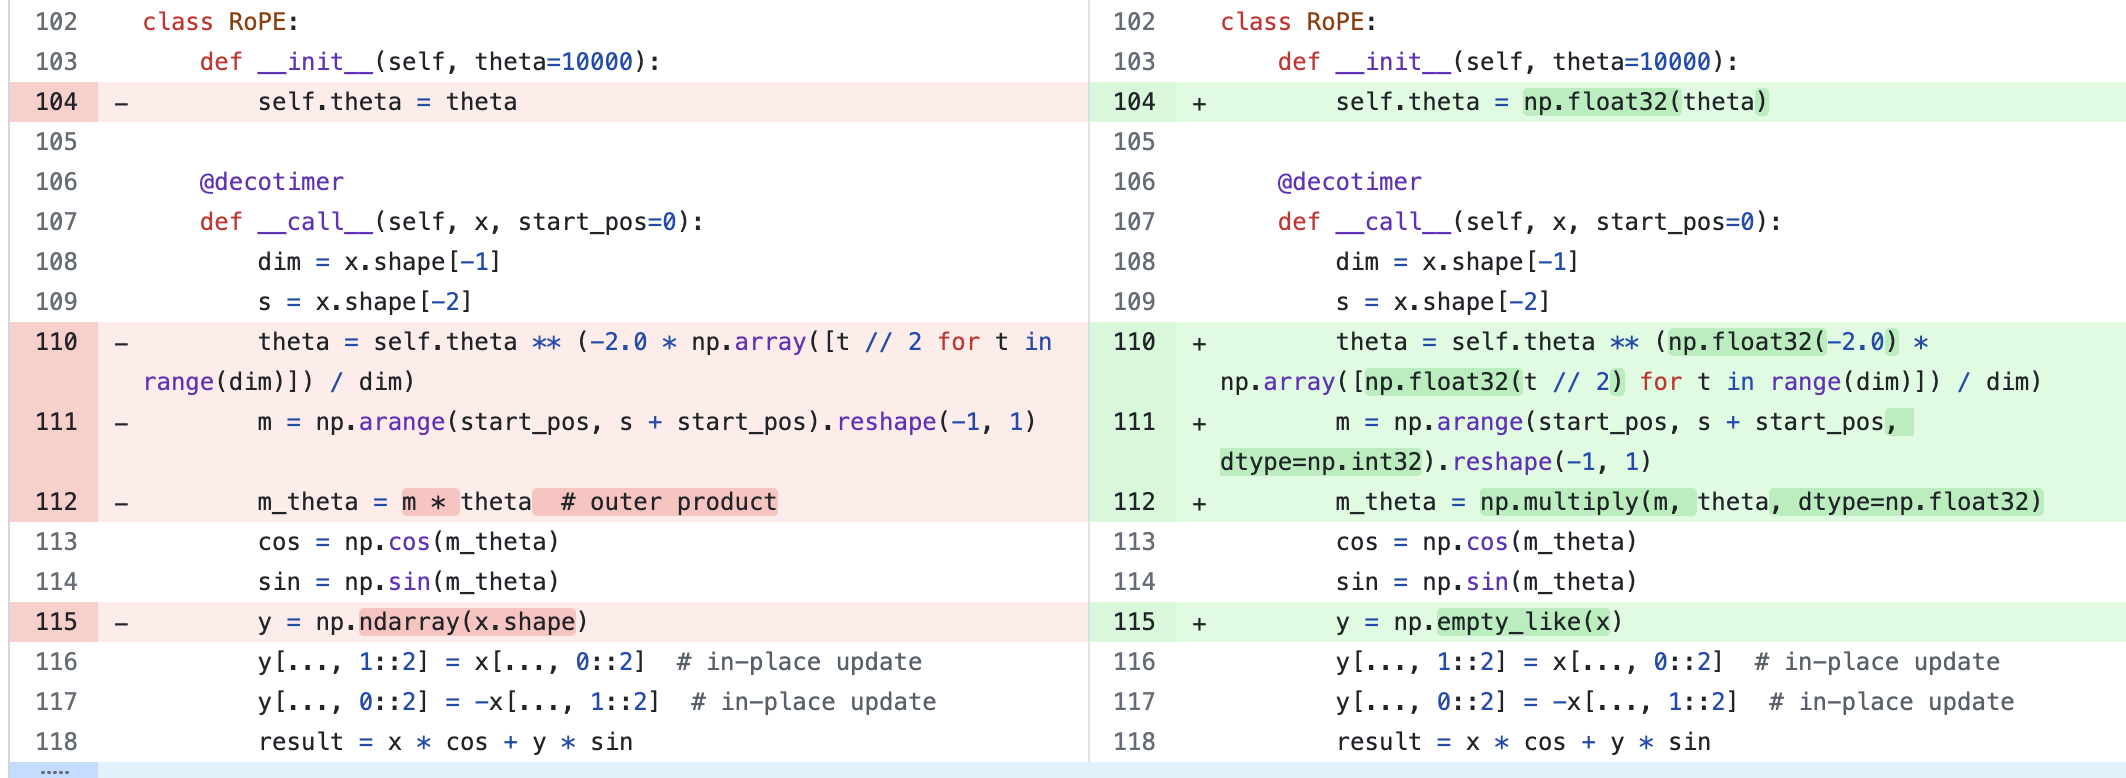 102 class RoPE:
103 def __init__(self, theta=10000):
104 - self.theta = theta
105
106 @decotimer
107 def __call__(self, x, start_pos=0):
108 dim = x.shape[-1]
109 s = x.shape[-2]
110 - theta = self.theta ** (-2.0 * np.array([t // 2 for t in
range(dim)]) / dim)
111 - m = np.arange(start_pos, s + start_pos).reshape(-1, 1)
112 - m_theta = m * theta  # outer product
113 cos = np.cos(m_theta)
114 sin = np.sin(m_theta)
115 - y = np.ndarray(x.shape)
116 y[..., 1::2] = x[..., 0::2]  # in-place update
117 y[..., 0::2] = -x[..., 1::2]  # in-place update
118 result = x * cos + y * sin
102 class RoPE:
103 def __init__(self, theta=10000):
104 + self.theta = np.float32(theta)
105
106 @decotimer
107 def __call__(self, x, start_pos=0):
108 dim = x.shape[-1]
109 s = x.shape[-2]
110 + theta = self.theta ** (np.float32(-2.0) *
np.array([np.float32(t // 2) for t in range(dim)]) / dim)
111 + m = np.arange(start_pos, s + start_pos,
dtype=np.int32).reshape(-1, 1)
112 + m_theta = np.multiply(m, theta, dtype=np.float32)
113 cos = np.cos(m_theta)
114 sin = np.sin(m_theta)
115 + y = np.empty_like(x)
116 y[..., 1::2] = x[..., 0::2]  # in-place update
117 y[..., 0::2] = -x[..., 1::2]  # in-place update
118 result = x * cos + y * sin